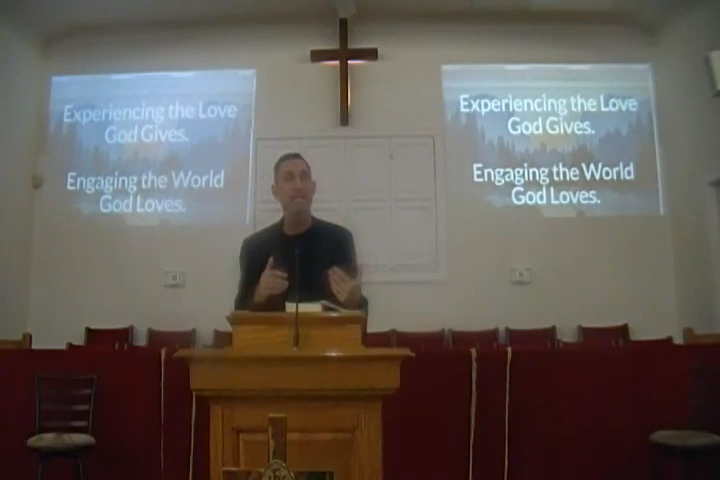 Experiencing the Love
God Gives.
Engaging the World
God Loves.
Experiencing the Love
God Gives.
Engaging the World
God Loves.